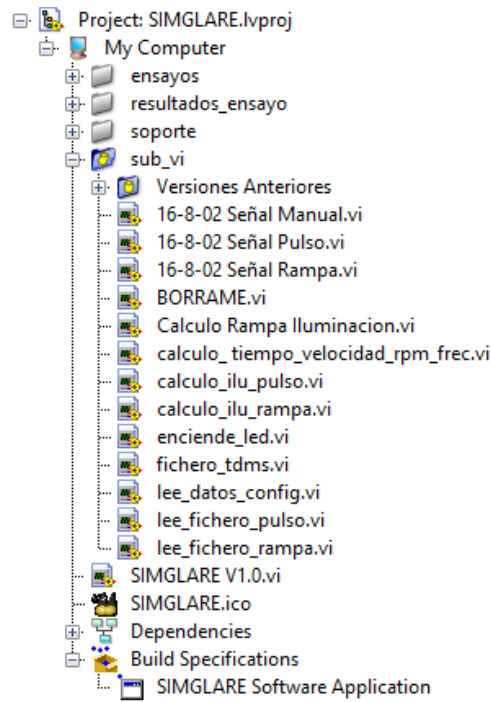 Project: SIMGLARE.lvproj
My Computer
ensayos
resultados_ensayo
soporte
sub_vi
Versiones Anteriores
16-8-02 Señal Manual.vi
16-8-02 Señal Pulso.vi
16-8-02 Señal Rampa.vi
BORRAME.vi
Calculo Rampa Iluminacion.vi
calculo_ tiempo_velocidad_rpm_frec.vi
calculo_ilu_pulso.vi
calculo_ilu_rampa.vi
enciende_led.vi
fichero_tdms.vi
lee_datos_config.vi
lee_fichero_pulso.vi
lee_fichero_rampa.vi
SIMGLARE V1.0.vi
SIMGLARE.ico
Dependencies
Build Specifications
SIMGLARE Software Application